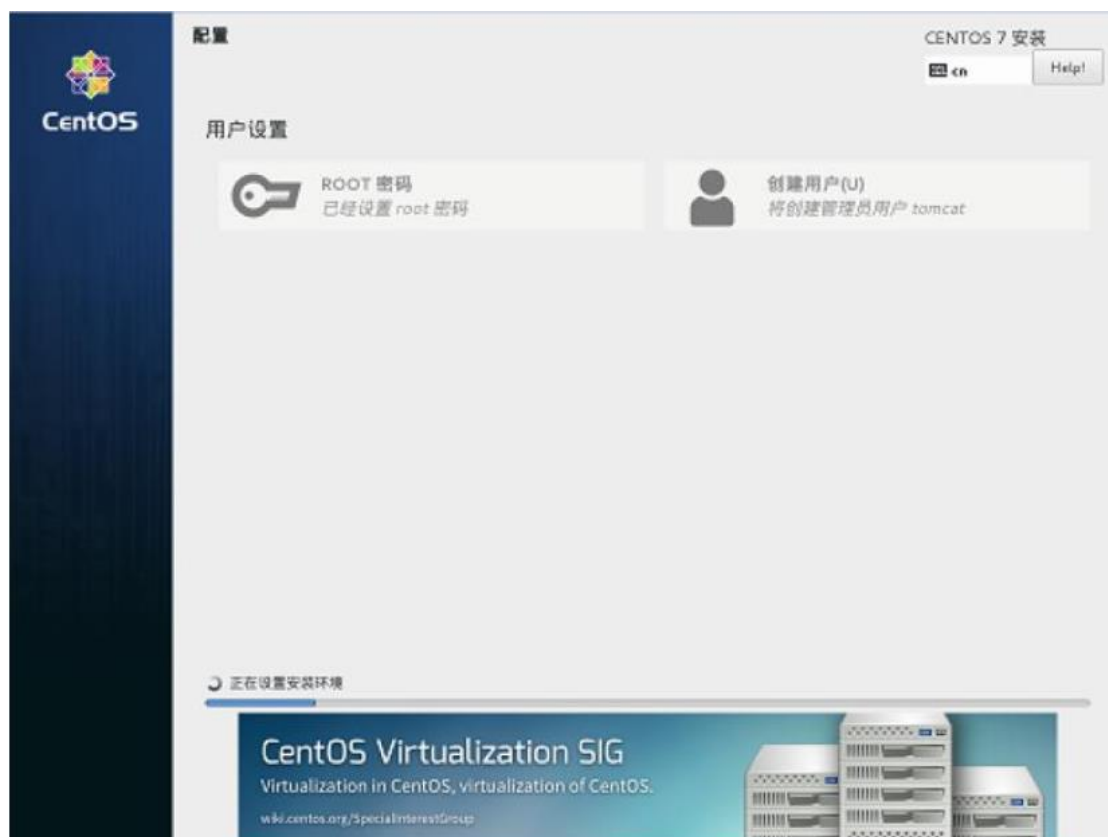 配置
CENTOS 7 安装
cn
Help!
CentOS
用户设置
ROOT 密码
已经设置 root 密码
创建用户(U)
将创建管理员用户 tomcat
正在设置安装环境
CentOS Virtualization SIG
Virtualization in CentOS, virtualization of CentOS.
wiki.centos.org/SpecialInterestGroup